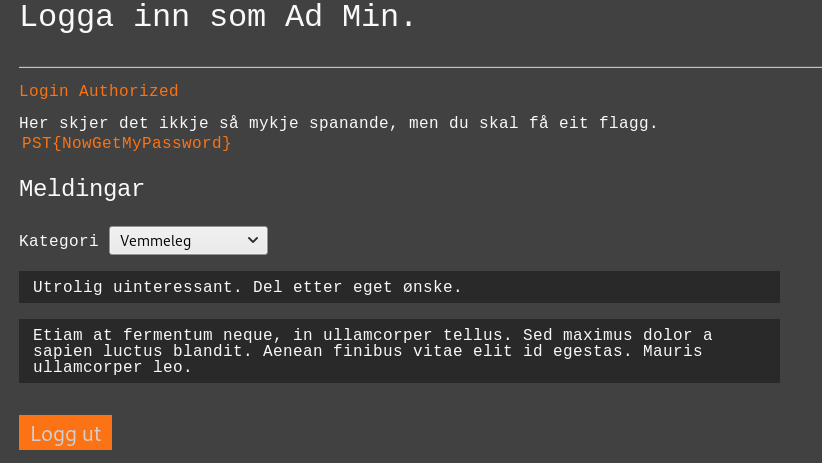 Logga inn som Ad Min.
Login Authorized
Her skjer det ikkje så mykje spanande, men du skal få eit flagg.
PST{NowGetMyPassword}
Meldingar
Kategori Vemmeleg
Utrolig uinteressant. Del etter eget ønske.
Etiam at fermentum neque, in ullamcorper tellus. Sed maximus dolor a
sapien luctus blandit. Aenean finibus vitae elit id egestas. Mauris
ullamcorper leo.
Logg ut